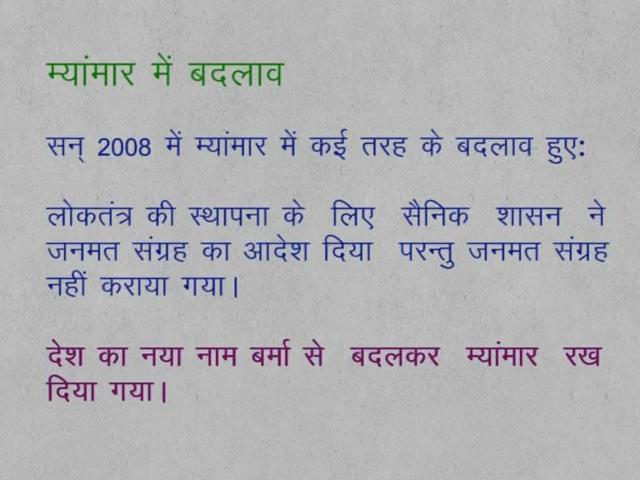 म्यांमार में बदलाव
सन् 2008 में म्यांमार में कई तरह के बदलाव हुए:
लोकतंत्र की स्थापना के लिए सैनिक शासन ने
जनमत संग्रह का आदेश दिया परन्तु जनमत संग्रह
नहीं कराया गया।
देश का नया नाम बर्मा से बदलकर म्यांमार रख
दिया गया।